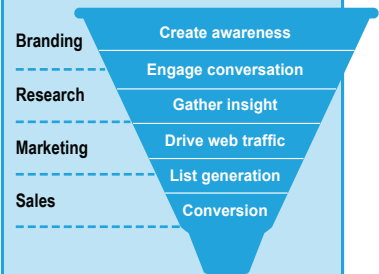 Branding
Create awareness
Engage conversation
Research
Gather insight
Marketing
Drive web traffic
List generation
Sales
Conversion